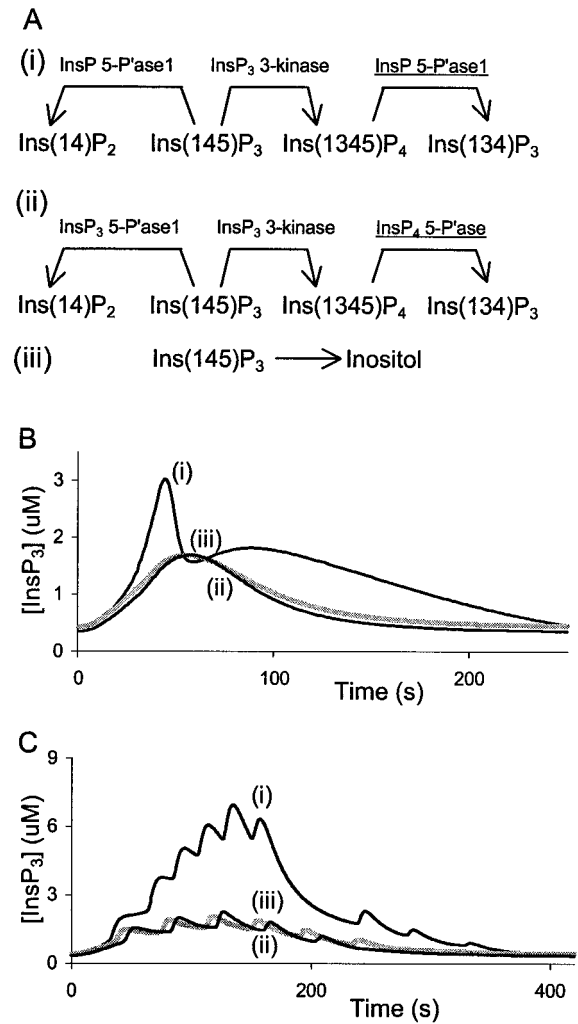 A
(i)
InsP 5-P'ase1 InsP3 3-kinase InsP 5-P'ase1
Ins(14)P2 Ins(145)P3 Ins(1345)P4 Ins(134)P3
(ii)
InsP3 5-P'ase1 InsP3 3-kinase InsP4 5-P'ase
Ins(14)P2 Ins(145)P3 Ins(1345)P4 Ins(134)P3
(iii) Ins(145)P3 Inositol
B
[InsP3] (uM)
3
2
1
0
(i)
(iii)
(ii)
0 100 200
Time (s)
C
[InsP3] (uM)
9
6
3
0
(i)
(iii)
(ii)
0 200 400
Time (s)